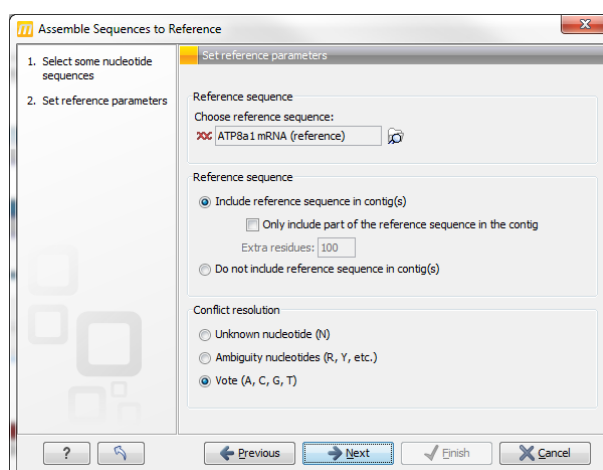 Assemble Sequences to Reference
1. Select some nucleotide
sequences
2. Set reference parameters
Set reference parameters
Reference sequence
Choose reference sequence:
ATP8a1 mRNA (reference)
Reference sequence
Include reference sequence in contig(s)
Only include part of the reference sequence in the contig
Extra residues: 100
Do not include reference sequence in contig(s)
Conflict resolution
Unknown nucleotide (N)
Ambiguity nucleotides (R, Y, etc.)
Vote (A, C, G, T)
? Previous Next Finish Cancel